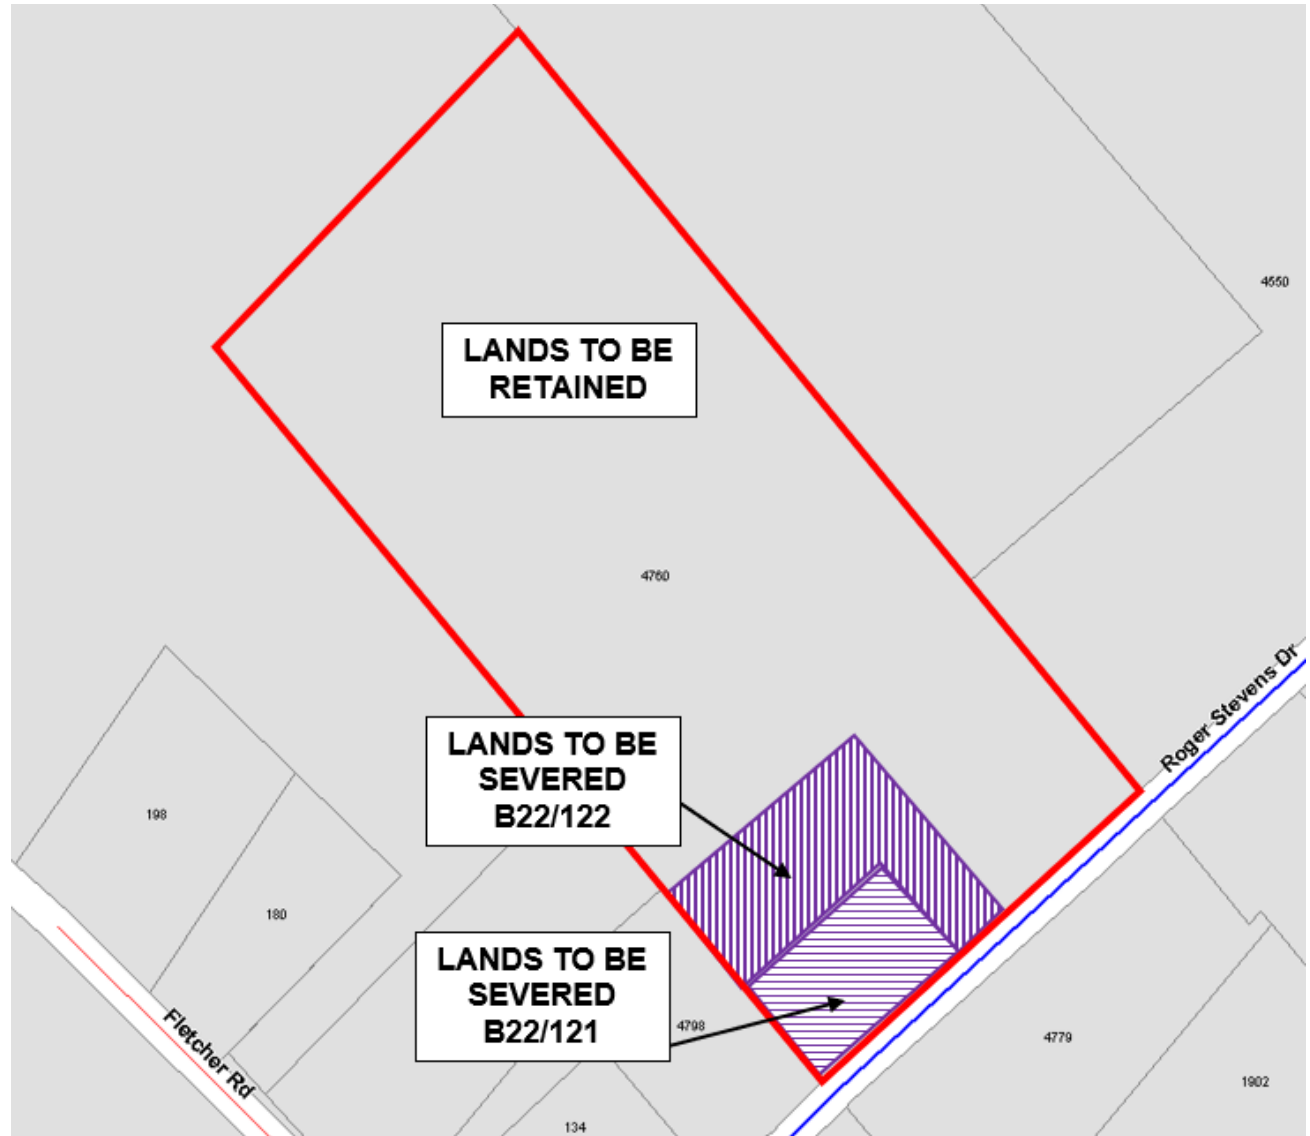 4550
LANDS TO BE
RETAINED
4760
Roger Stevens Dr
LANDS TO BE
SEVERED
B22/122
198
180
LANDS TO BE
SEVERED
B22/121
4798
4779
Fletcher Rd
1902
134